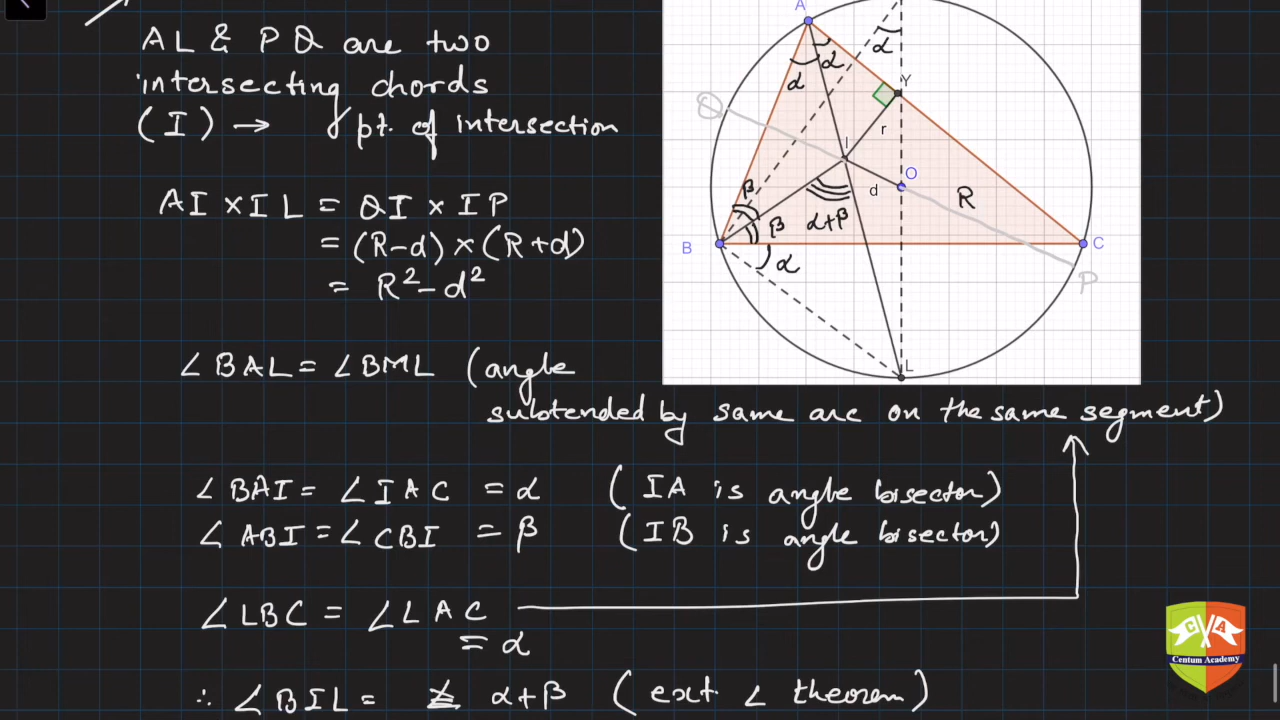 AL & PQ are two
intersecting chords
(I) → pt. of intersection
AI × IL = QI × IP
= (R-d) × (R+d)
= R² - d²
∠BAL = ∠BML (angle
subtended by same arc on the same segment)
∠BAI = ∠IAC = α (IA is angle bisector)
∠ABI = ∠CBI = β (IB is angle bisector)
∠LBC = ∠LAC
= α
∴ ∠BIL = α+β (ext. ∠ theorem)
A
α
α
α
Y
Q
r
I
O
β
d
R
β
α+β
B
C
α
P
L
C A
Centum Academy